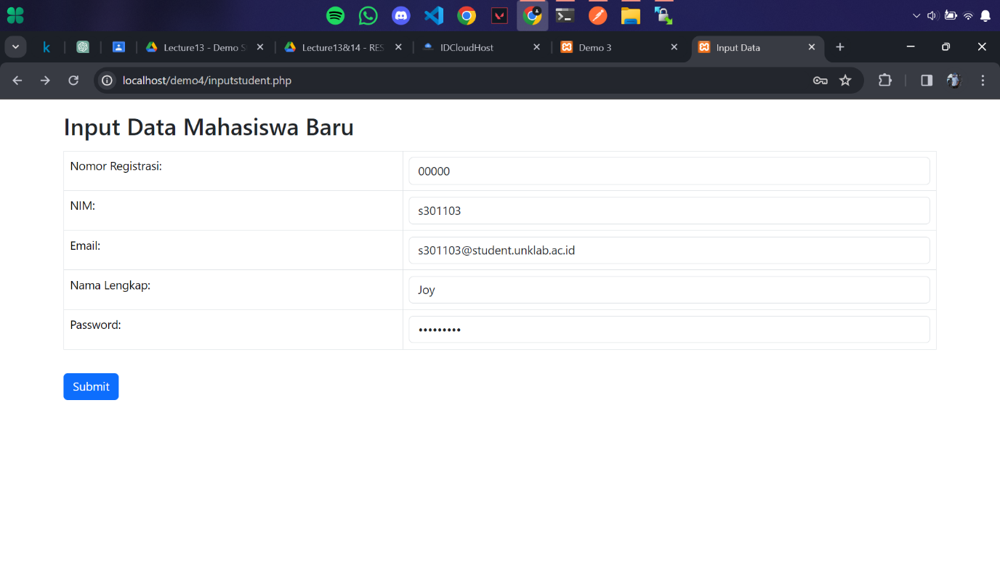 Lecture13 - Demo S
Lecture13&14 - RES
IDCloudHost
Demo 3
Input Data
localhost/demo4/inputstudent.php
Input Data Mahasiswa Baru
Nomor Registrasi: 00000
NIM: s301103
Email: s301103@student.unklab.ac.id
Nama Lengkap: Joy
Password: •••••••••
Submit